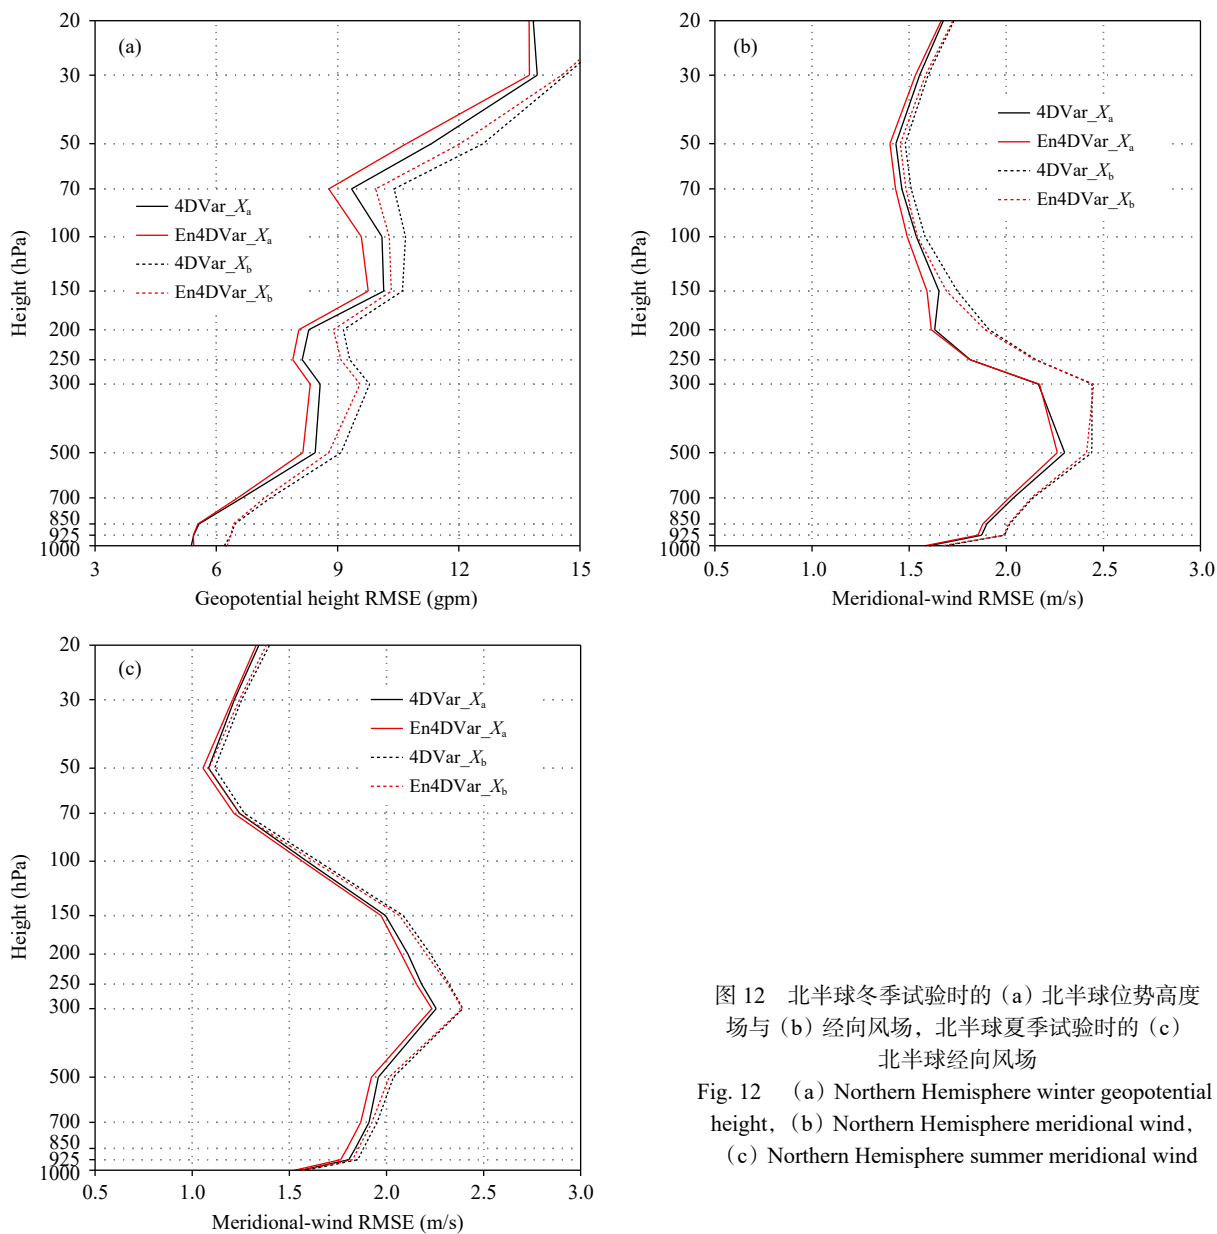 (a)
20
30
50
70
100
150
200
250
300
500
700
850
925
1000
Height (hPa)
4DVar_Xa
En4DVar_Xa
4DVar_Xb
En4DVar_Xb
3 6 9 12 15
Geopotential height RMSE (gpm)
(b)
20
30
50
70
100
150
200
250
300
500
700
850
925
1000
Height (hPa)
4DVar_Xa
En4DVar_Xa
4DVar_Xb
En4DVar_Xb
0.5 1.0 1.5 2.0 2.5 3.0
Meridional-wind RMSE (m/s)
(c)
20
30
50
70
100
150
200
250
300
500
700
850
925
1000
Height (hPa)
4DVar_Xa
En4DVar_Xa
4DVar_Xb
En4DVar_Xb
0.5 1.0 1.5 2.0 2.5 3.0
Meridional-wind RMSE (m/s)
图 12 北半球冬季试验时的（a）北半球位势高度
场与（b）经向风场，北半球夏季试验时的（c）
北半球经向风场
Fig. 12 （a）Northern Hemisphere winter geopotential
height,（b）Northern Hemisphere meridional wind,
（c）Northern Hemisphere summer meridional wind